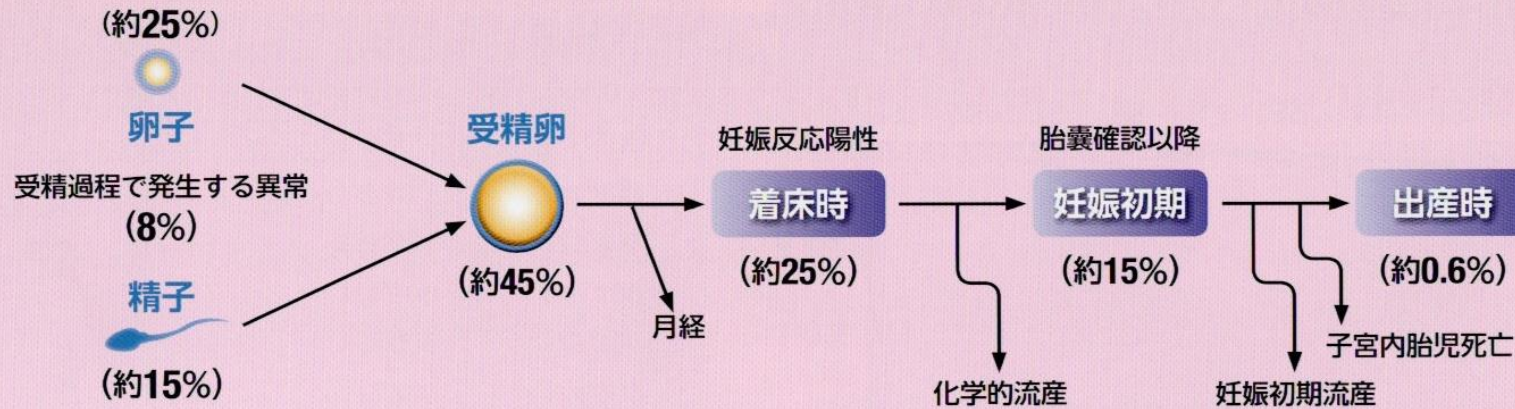 (約25%)
卵子
受精過程で発生する異常
(8%)
精子
(約15%)
受精卵
(約45%)
月経
妊娠反応陽性
着床時
(約25%)
化学的流産
胎嚢確認以降
妊娠初期
(約15%)
妊娠初期流産
子宮内胎児死亡
出産時
(約0.6%)